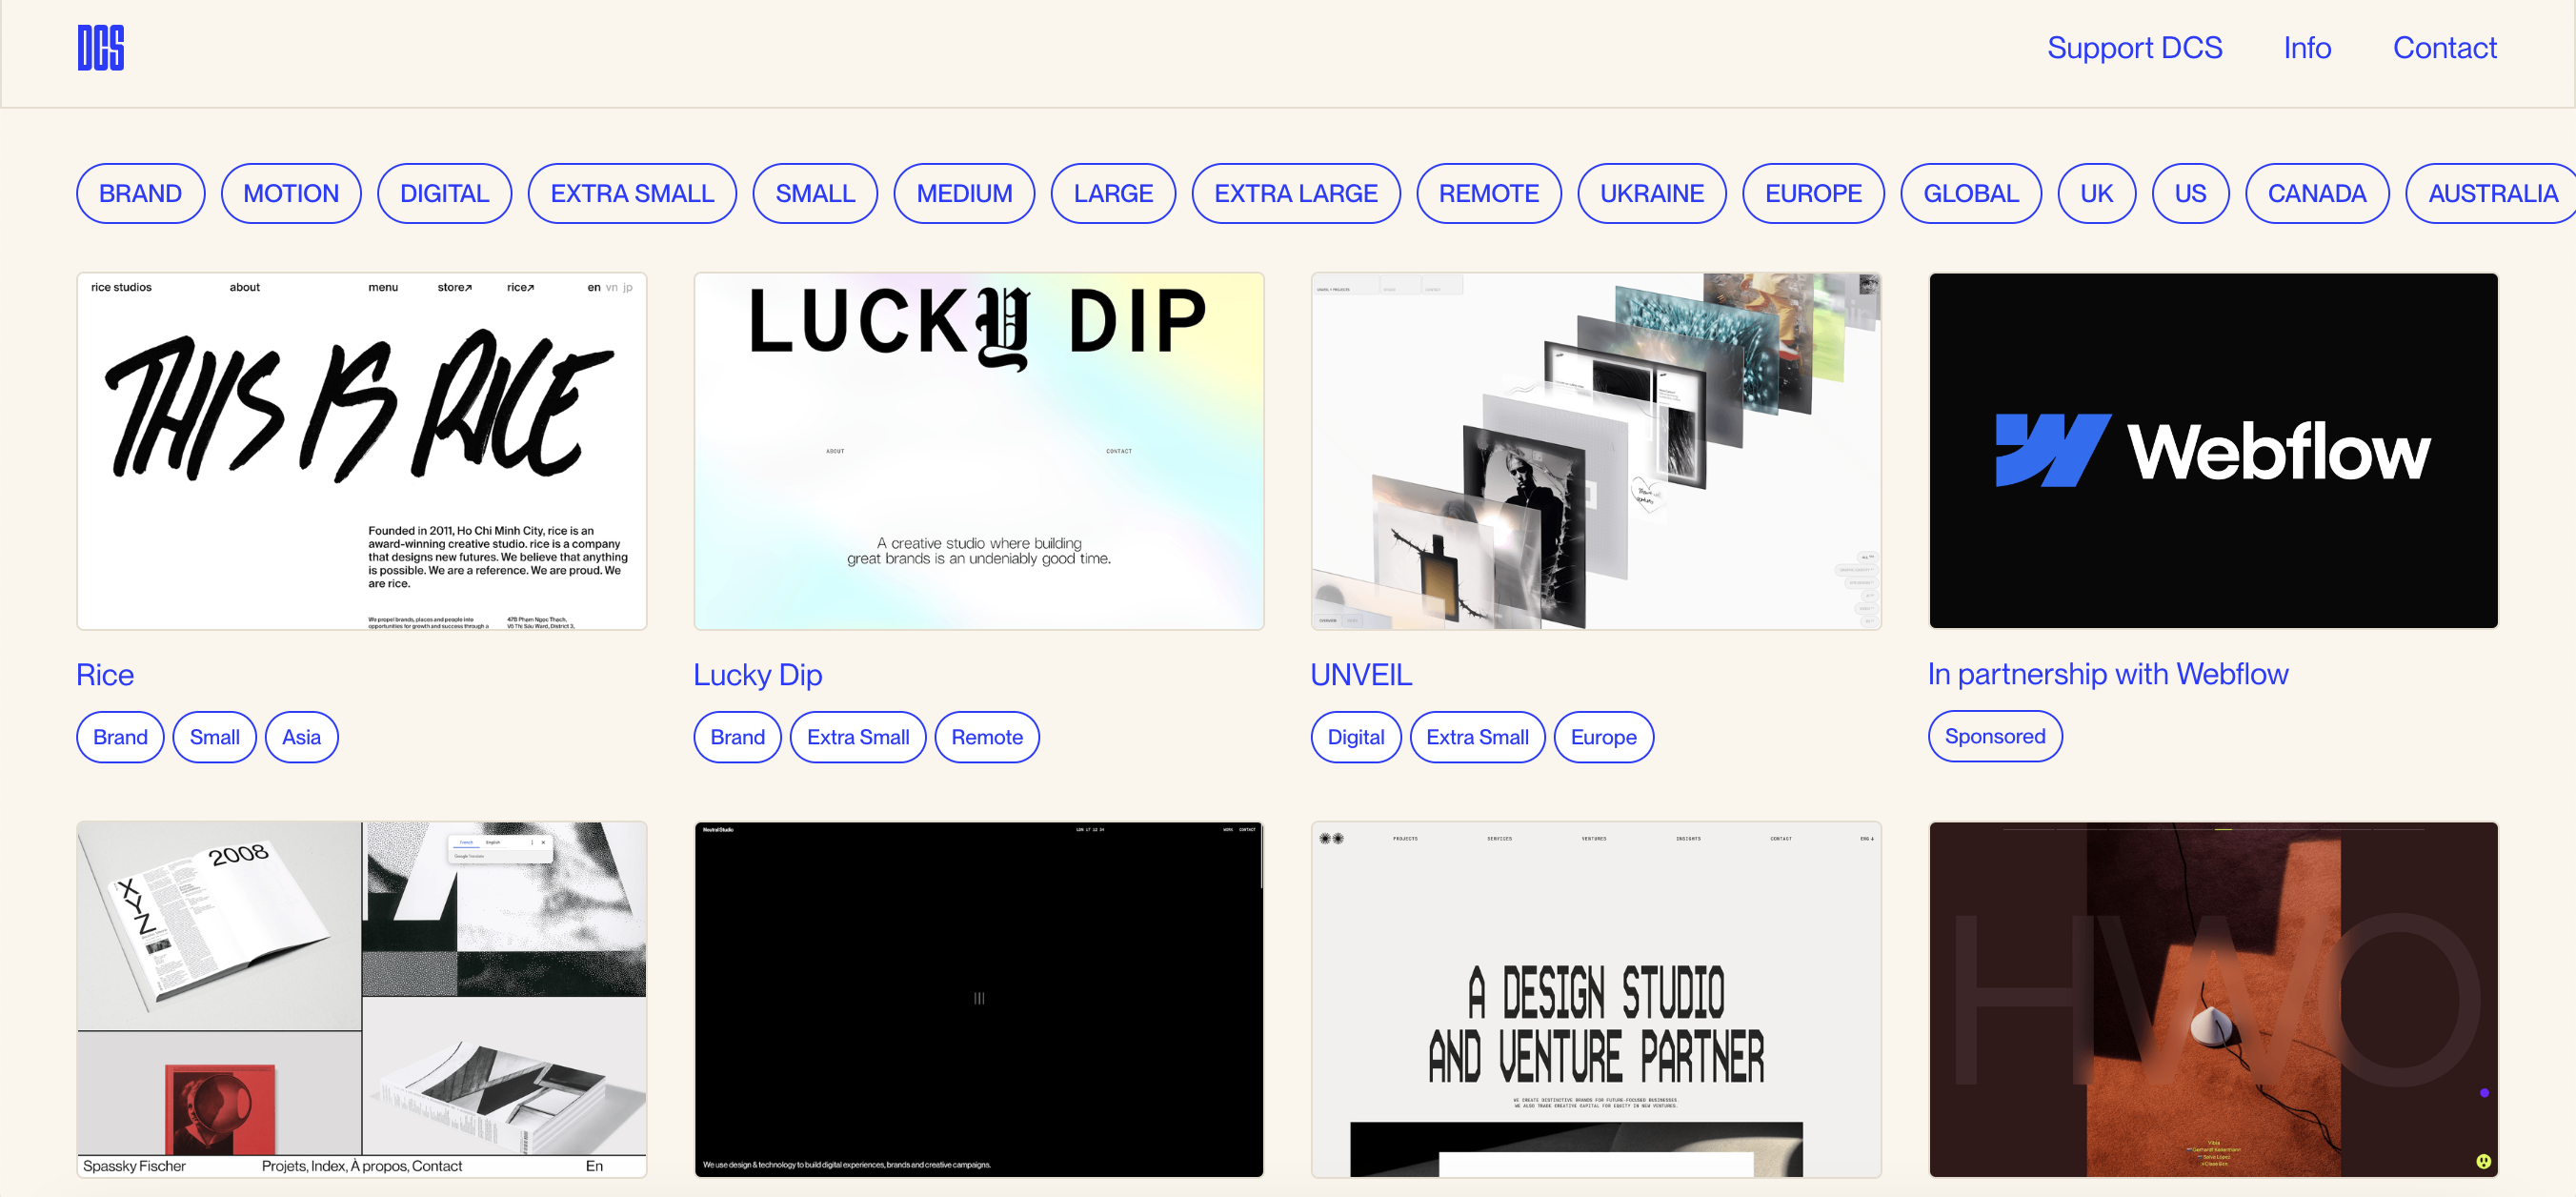 DCS
Support DCS
Info
Contact
BRAND
MOTION
DIGITAL
EXTRA SMALL
SMALL
MEDIUM
LARGE
EXTRA LARGE
REMOTE
UKRAINE
EUROPE
GLOBAL
UK
US
CANADA
AUSTRALIA
rice studios
about
menu
store↗
rice↗
en vn jp
THIS IS RICE
Founded in 2011, Ho Chi Minh City, rice is an
award-winning creative studio. rice is a company
that designs new futures. We believe that anything
is possible. We are a reference. We are proud. We
are rice.
We propel brands, places and people into
opportunities for growth and success through a
47B Phạm Ngọc Thạch,
Võ Thị Sáu Ward, District 3,
LUCKY DIP
ABOUT
CONTACT
A creative studio where building
great brands is an undeniably good time.
Webflow
Rice
Brand
Small
Asia
Lucky Dip
Brand
Extra Small
Remote
UNVEIL
Digital
Extra Small
Europe
In partnership with Webflow
Sponsored
2008
XYZ
French
English
Google Translate
Spassky Fischer
Projets, Index, À propos, Contact
En
Neutral Studio
LDN 17 12 34
WORK
CONTACT
We use design & technology to build digital experiences, brands and creative campaigns.
PROJECTS
SERVICES
VENTURES
INSIGHTS
CONTACT
A DESIGN STUDIO
AND VENTURE PARTNER
WE CREATE DISTINCTIVE BRANDS FOR FUTURE-FOCUSED BUSINESSES.
WE ALSO TRADE CREATIVE CAPITAL FOR EQUITY IN NEW VENTURES.
HWO